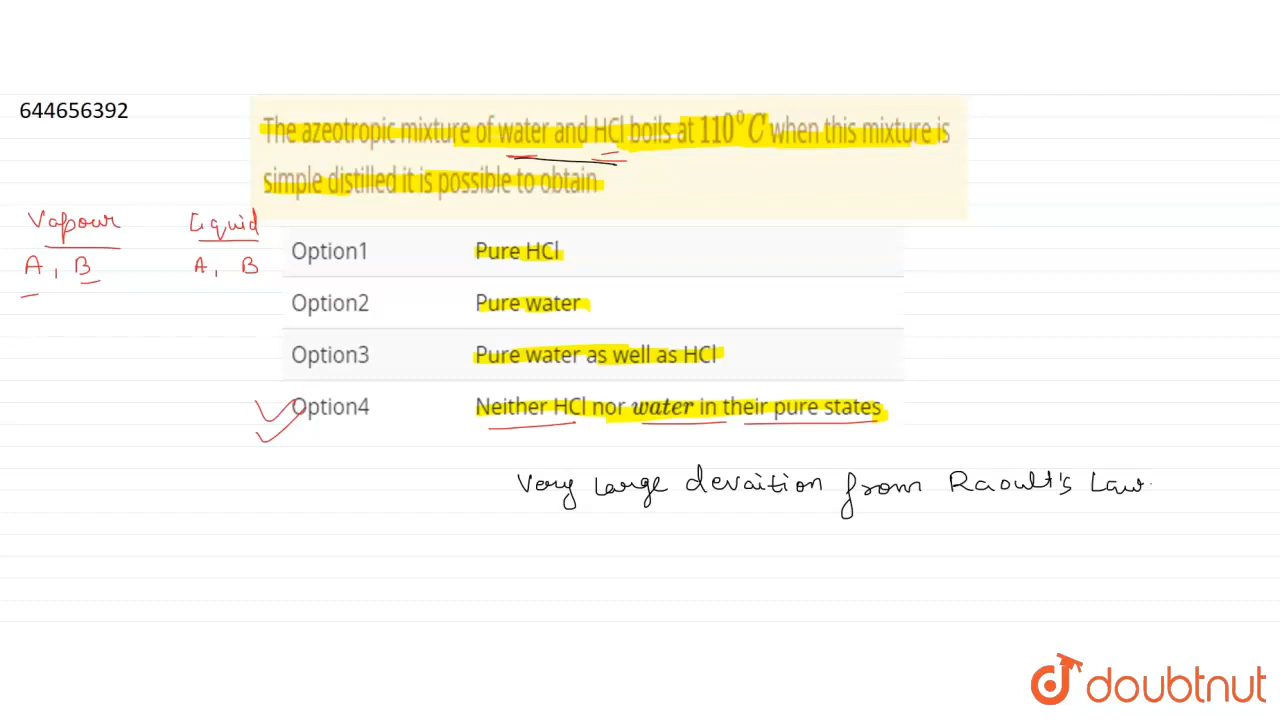 644656392
The azeotropic mixture of water and HCl boils at 110°C when this mixture is
simple distilled it is possible to obtain
Vapour Liquid
A, B A, B
Option1 Pure HCl
Option2 Pure water
Option3 Pure water as well as HCl
Option4 Neither HCl nor water in their pure states
Very large devaition from Raoult's Law.
doubtnut